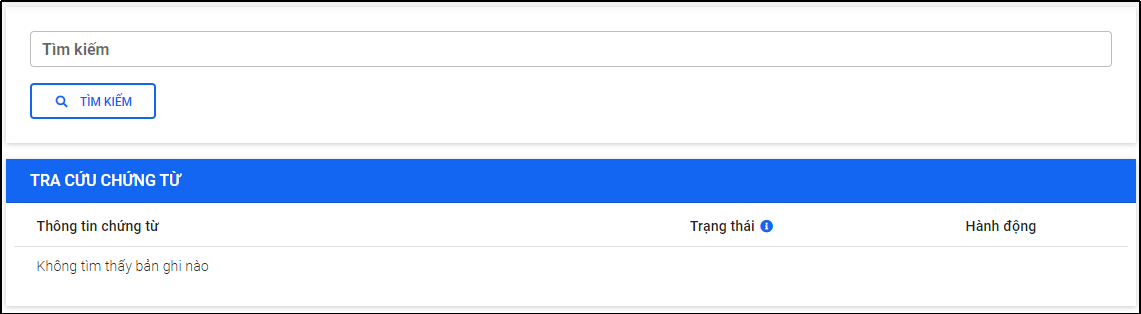 Tìm kiếm
TÌM KIẾM
TRA CỨU CHỨNG TỪ
Thông tin chứng từ Trạng thái Hành động
Không tìm thấy bản ghi nào